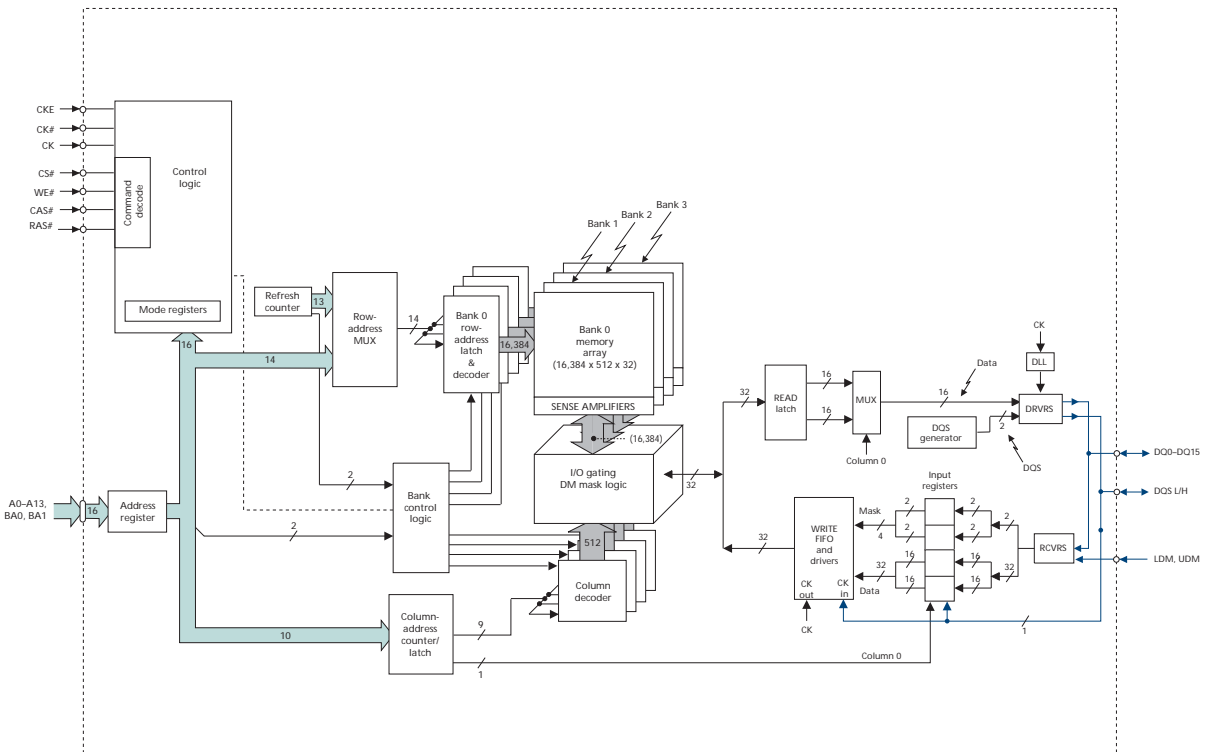 CKE
CK#
CK
CS#
WE#
CAS#
RAS#
Command
decode
Control
logic
Mode registers
16
Refresh
counter
13
14
Row-
address
MUX
14
Bank 0
row-
address
latch
&
decoder
16,384
Bank 1
Bank 2
Bank 3
Bank 0
memory
array
(16,384 x 512 x 32)
SENSE AMPLIFIERS
(16,384)
I/O gating
DM mask logic
32
512
Column
decoder
2
2
Bank
control
logic
A0–A13,
BA0, BA1
16
Address
register
10
Column-
address
counter/
latch
9
1
Column 0
32
READ
latch
16
16
MUX
Column 0
16
Data
DQS
generator
2
DQS
CK
DLL
DRVRS
DQ0–DQ15
DQS L/H
LDM, UDM
32
WRITE
FIFO
and
drivers
CK
out
CK
in
CK
Mask
4
32
Data
Input
registers
2
2
16
16
2
2
16
16
2
32
RCVRS
1